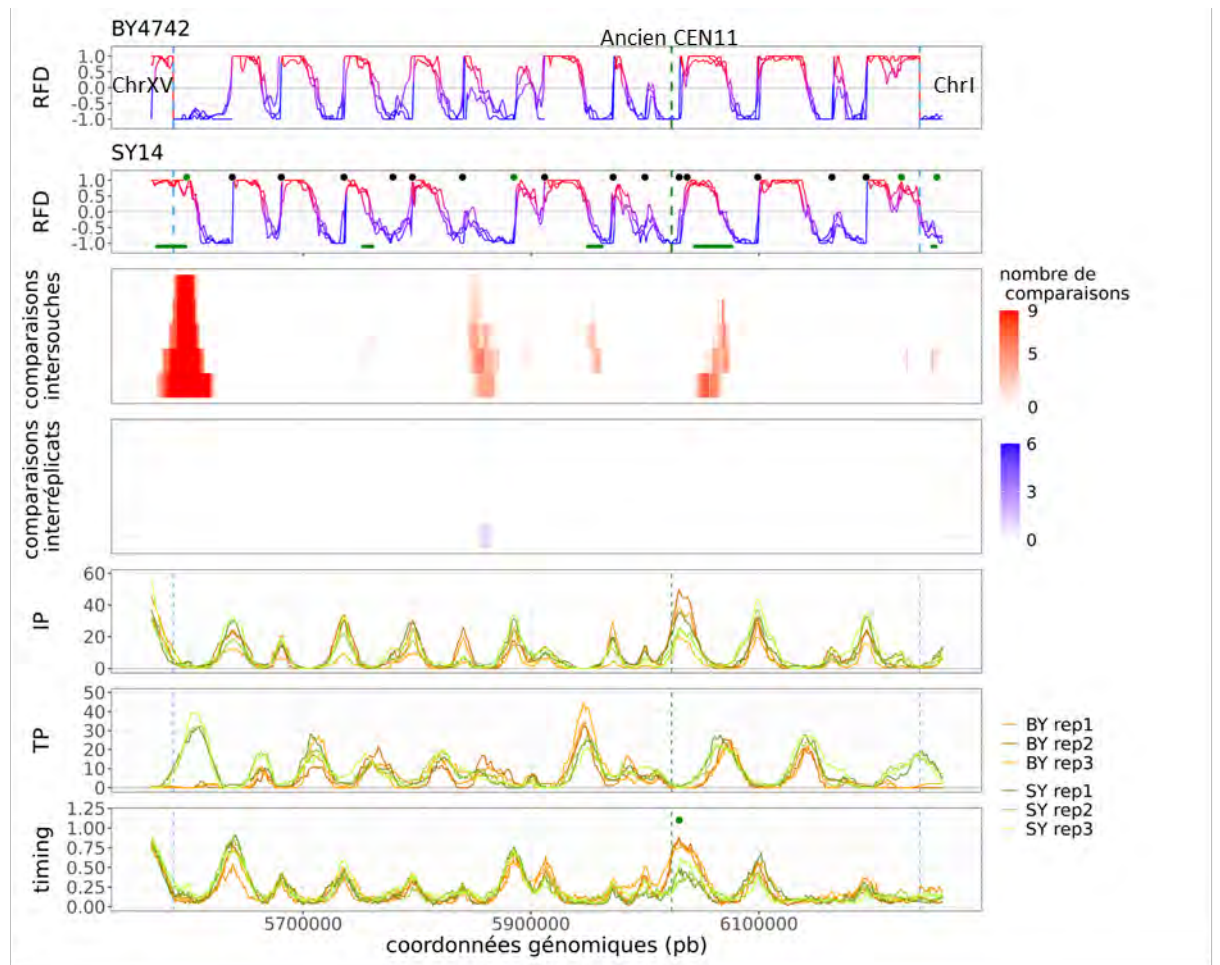 BY4742
Ancien CEN11
RFD
1.0
0.5
0.0
-0.5
-1.0
ChrXV
ChrI
SY14
RFD
1.0
0.5
0.0
-0.5
-1.0
comparaisons
intersouches
nombre de
comparaisons
9
5
0
comparaisons
interréplicats
6
3
0
IP
60
40
20
0
TP
50
40
30
20
10
0
BY rep1
BY rep2
BY rep3
SY rep1
SY rep2
SY rep3
timing
1.25
1.00
0.75
0.50
0.25
0.00
5700000
5900000
6100000
coordonnées génomiques (pb)